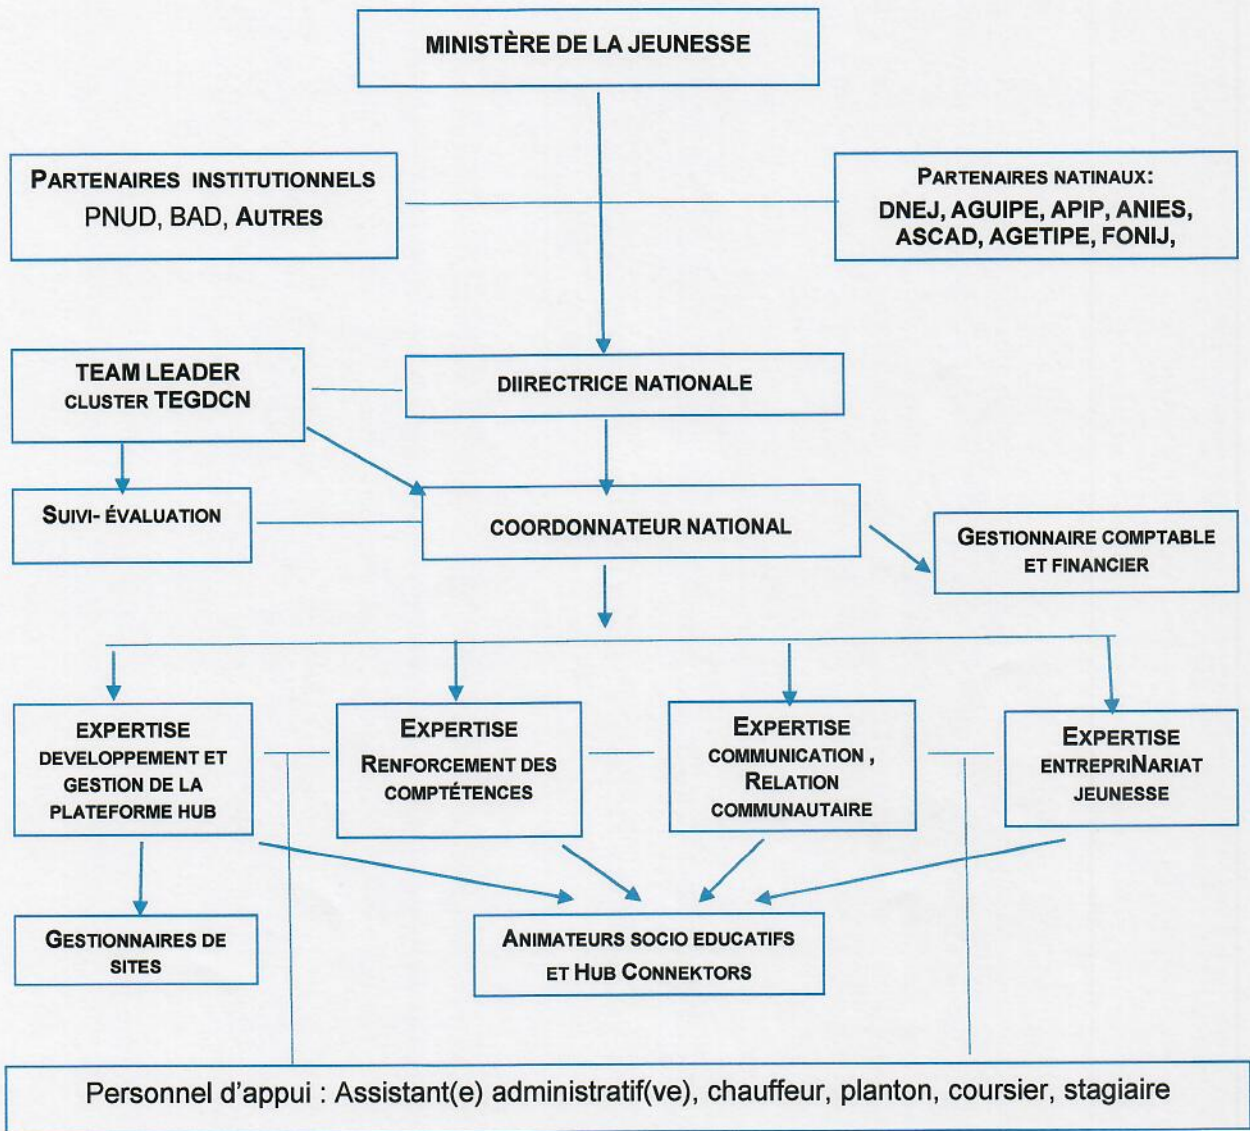 MINISTÈRE DE LA JEUNESSE
PARTENAIRES INSTITUTIONNELS
PNUD, BAD, AUTRES
PARTENAIRES NATINAUX:
DNEJ, AGUIPE, APIP, ANIES,
ASCAD, AGETIPE, FONIJ,
TEAM LEADER
CLUSTER TEGDCN
DIIRECTRICE NATIONALE
SUIVI- ÉVALUATION
COORDONNATEUR NATIONAL
GESTIONNAIRE COMPTABLE
ET FINANCIER
EXPERTISE
DEVELOPPEMENT ET
GESTION DE LA
PLATEFORME HUB
EXPERTISE
RENFORCEMENT DES
COMPTÉTENCES
EXPERTISE
COMMUNICATION ,
RELATION
COMMUNAUTAIRE
EXPERTISE
ENTREPRINARIAT
JEUNESSE
GESTIONNAIRES DE
SITES
ANIMATEURS SOCIO EDUCATIFS
ET HUB CONNEKTORS
Personnel d'appui : Assistant(e) administratif(ve), chauffeur, planton, coursier, stagiaire